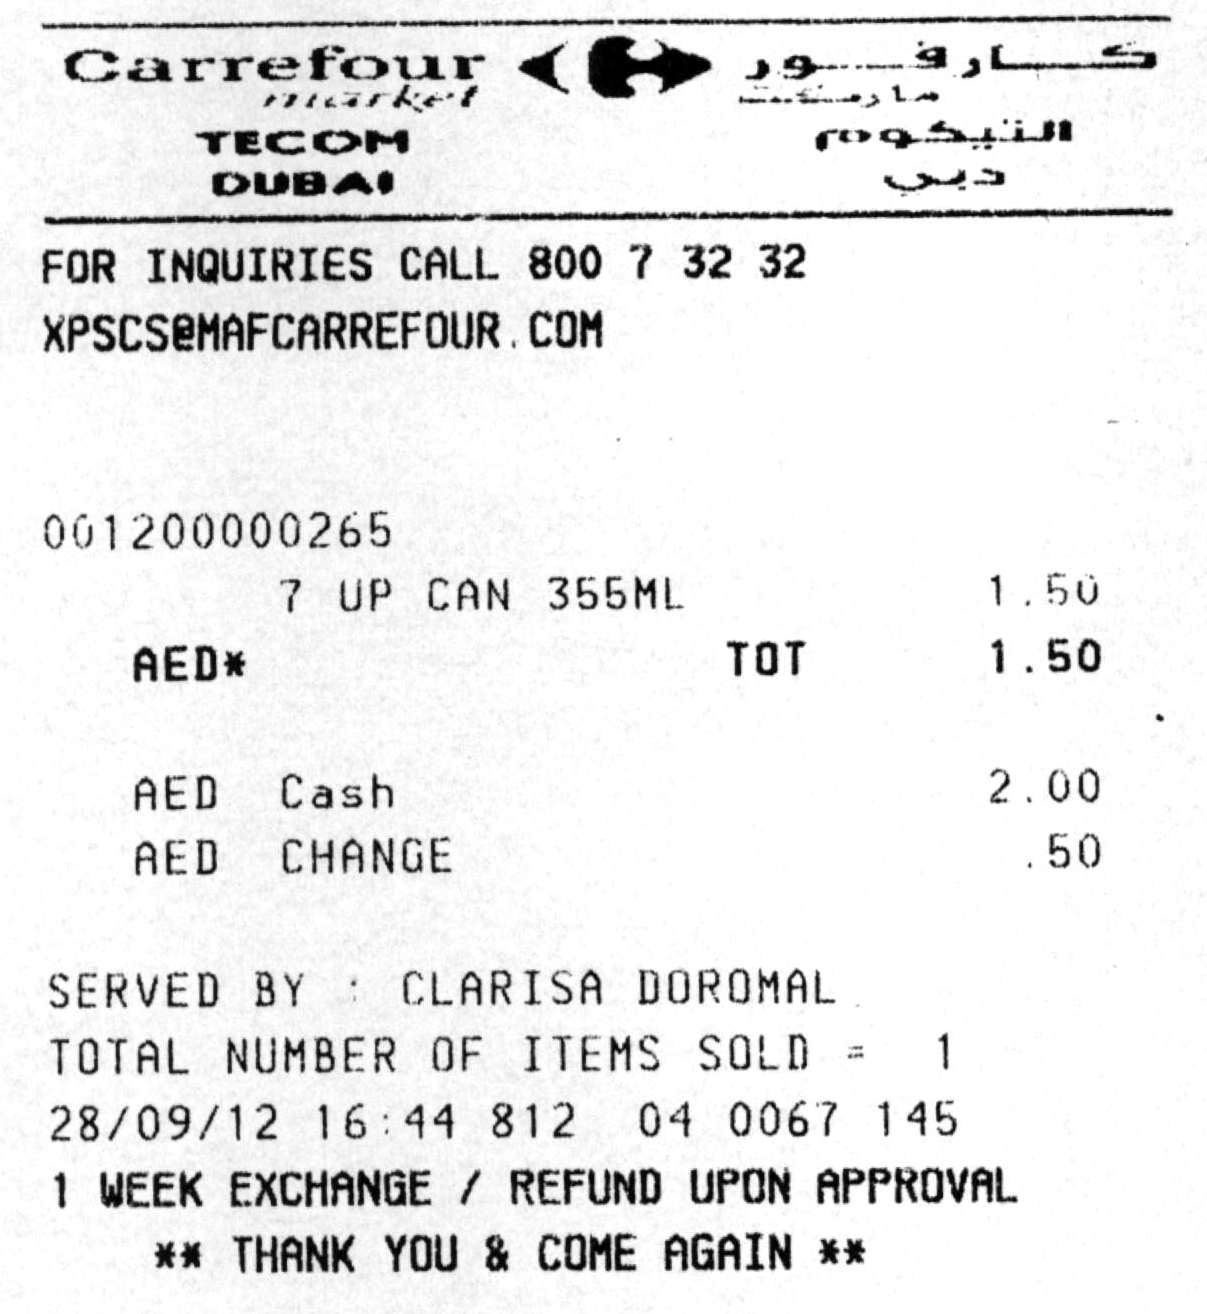 Carrefour كارفور
market ماركت
TECOM التيكوم
DUBAI دبي
FOR INQUIRIES CALL 800 7 32 32
XPSCS@MAFCARREFOUR.COM
001200000265
7 UP CAN 355ML 1.50
AED* TOT 1.50
AED Cash 2.00
AED CHANGE .50
SERVED BY : CLARISA DOROMAL
TOTAL NUMBER OF ITEMS SOLD = 1
28/09/12 16:44 812 04 0067 145
1 WEEK EXCHANGE / REFUND UPON APPROVAL
** THANK YOU & COME AGAIN **